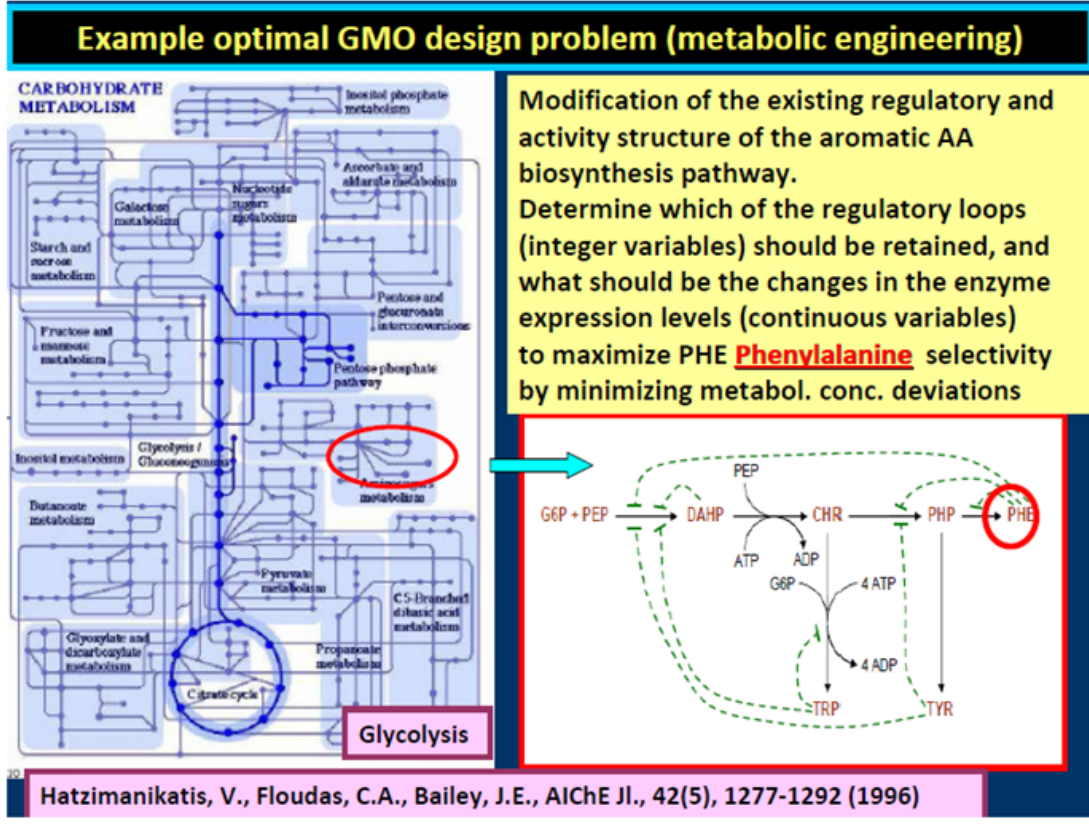 Example optimal GMO design problem (metabolic engineering)
CARBOHYDRATE
METABOLISM
Inositol phosphate
metabolism
Ascorbate and
aldarate metabolism
Nucleotide
sugars
metabolism
Galactose
metabolism
Starch and
sucrose
metabolism
Pentose and
glucuronate
interconversions
Fructose and
mannose
metabolism
Pentose phosphate
pathway
Glycolysis /
Gluconeogenesis
Inositol metabolism
metabolism
Butanoate
metabolism
Pyruvate
metabolism
C5-Branched
dibasic acid
metabolism
Glyoxylate and
dicarboxylate
metabolism
Propanoate
metabolism
Citrate cycle
Glycolysis
Modification of the existing regulatory and
activity structure of the aromatic AA
biosynthesis pathway.
Determine which of the regulatory loops
(integer variables) should be retained, and
what should be the changes in the enzyme
expression levels (continuous variables)
to maximize PHE Phenylalanine selectivity
by minimizing metabol. conc. deviations
PEP
G6P + PEP DAHP CHR PHP PHE
ATP ADP
G6P 4 ATP
4 ADP
TRP TYR
Hatzimanikatis, V., Floudas, C.A., Bailey, J.E., AIChE Jl., 42(5), 1277-1292 (1996)